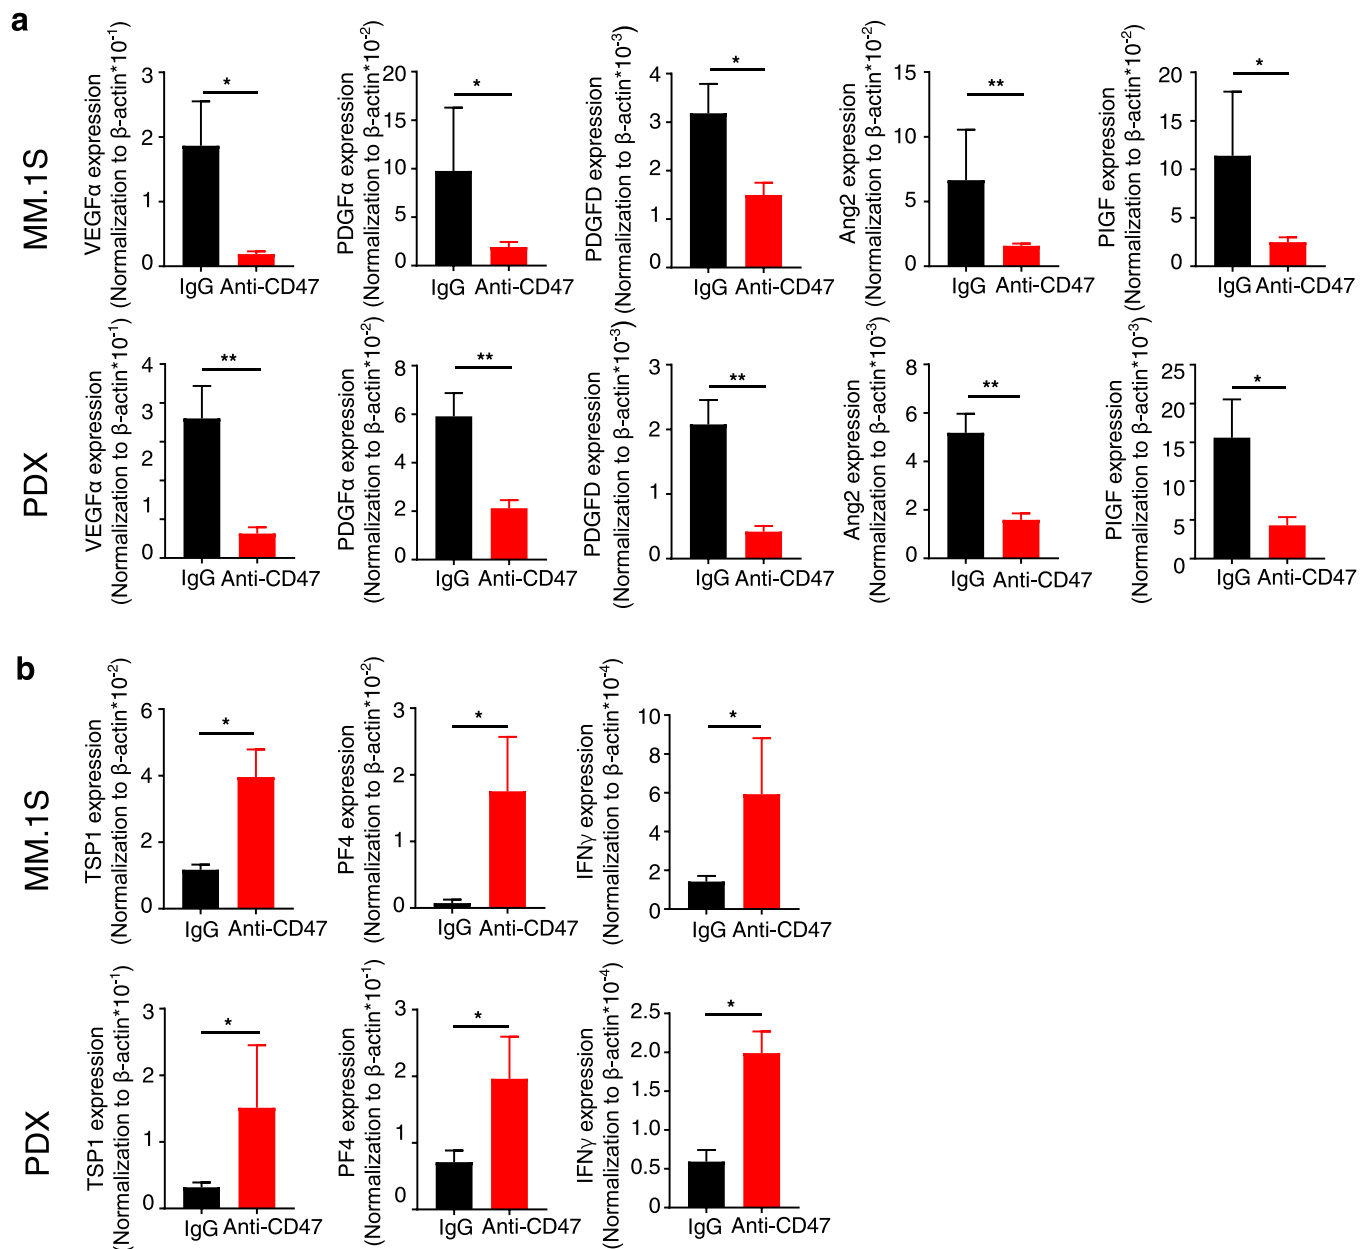 a
MM.1S
VEGFα expression
(Normalization to β-actin*10-1)
3
2
1
0
*
IgG Anti-CD47
PDGFα expression
(Normalization to β-actin*10-2)
20
15
10
5
0
*
IgG Anti-CD47
PDGFD expression
(Normalization to β-actin*10-3)
4
3
2
1
0
*
IgG Anti-CD47
Ang2 expression
(Normalization to β-actin*10-2)
15
10
5
0
**
IgG Anti-CD47
PIGF expression
(Normalization to β-actin*10-2)
20
15
10
5
0
*
IgG Anti-CD47
PDX
VEGFα expression
(Normalization to β-actin*10-1)
4
3
2
1
0
**
IgG Anti-CD47
PDGFα expression
(Normalization to β-actin*10-2)
8
6
4
2
0
**
IgG Anti-CD47
PDGFD expression
(Normalization to β-actin*10-3)
3
2
1
0
**
IgG Anti-CD47
Ang2 expression
(Normalization to β-actin*10-3)
8
6
4
2
0
**
IgG Anti-CD47
PIGF expression
(Normalization to β-actin*10-3)
25
20
15
10
5
0
*
IgG Anti-CD47
b
MM.1S
TSP1 expression
(Normalization to β-actin*10-2)
6
4
2
0
*
IgG Anti-CD47
PF4 expression
(Normalization to β-actin*10-2)
3
2
1
0
*
IgG Anti-CD47
IFNγ expression
(Normalization to β-actin*10-4)
10
8
6
4
2
0
*
IgG Anti-CD47
PDX
TSP1 expression
(Normalization to β-actin*10-1)
3
2
1
0
*
IgG Anti-CD47
PF4 expression
(Normalization to β-actin*10-1)
3
2
1
0
*
IgG Anti-CD47
IFNγ expression
(Normalization to β-actin*10-4)
2.5
2.0
1.5
1.0
0.5
0
*
IgG Anti-CD47